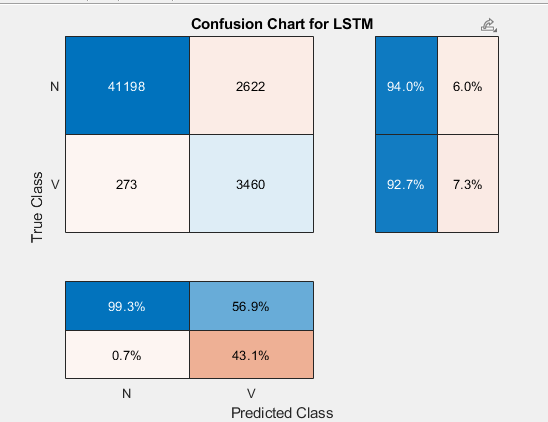 Confusion Chart for LSTM
N 41198 2622 94.0% 6.0%
V 273 3460 92.7% 7.3%
True Class
99.3% 56.9%
0.7% 43.1%
N V
Predicted Class